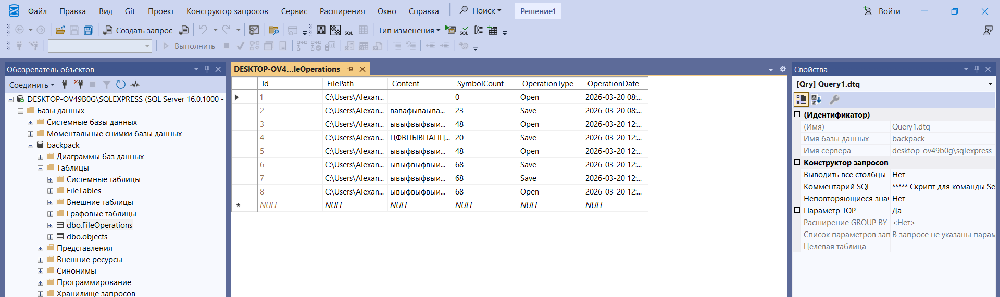 Файл Правка Вид Git Проект Конструктор запросов Сервис Расширения Окно Справка Поиск Решение1 Войти
Создать запрос SQL Тип изменения SQL
Выполнить
Обозреватель объектов
Соединить
DESKTOP-OV49B0G\SQLEXPRESS (SQL Server 16.0.1000 -
Базы данных
Системные базы данных
Моментальные снимки базы данных
backpack
Диаграммы баз данных
Таблицы
Системные таблицы
FileTables
Внешние таблицы
Графовые таблицы
dbo.FileOperations
dbo.objects
Представления
Внешние ресурсы
Синонимы
Программирование
Хранилище запросов
DESKTOP-OV4...leOperations
Id FilePath Content SymbolCount OperationType OperationDate
1 C:\Users\Alexan... 0 Open 2026-03-20 08:...
2 C:\Users\Alexan... вавафываыва... 23 Save 2026-03-20 08:...
3 C:\Users\Alexan... ывыфвыфвыи... 48 Open 2026-03-20 12:...
4 C:\Users\Alexan... ЦФВПЫВПАПЦ... 20 Save 2026-03-20 12:...
5 C:\Users\Alexan... ывыфвыфвыи... 48 Open 2026-03-20 12:...
6 C:\Users\Alexan... ывыфвыфвыи... 68 Save 2026-03-20 12:...
7 C:\Users\Alexan... ывыфвыфвыи... 68 Save 2026-03-20 12:...
8 C:\Users\Alexan... ывыфвыфвыи... 68 Open 2026-03-20 12:...
* NULL NULL NULL NULL NULL NULL
Свойства
[Qry] Query1.dtq
(Идентификатор)
(Имя) Query1.dtq
Имя базы данных backpack
Имя сервера desktop-ov49b0g\sqlexpress
Конструктор запросов
Выводить все столбцы Нет
Комментарий SQL ***** Скрипт для команды Se
Неповторяющиеся знач Нет
Параметр TOP Да
Расширение GROUP BY <Нет>
Список параметров зап В запросе не указаны парам
Целевая таблица